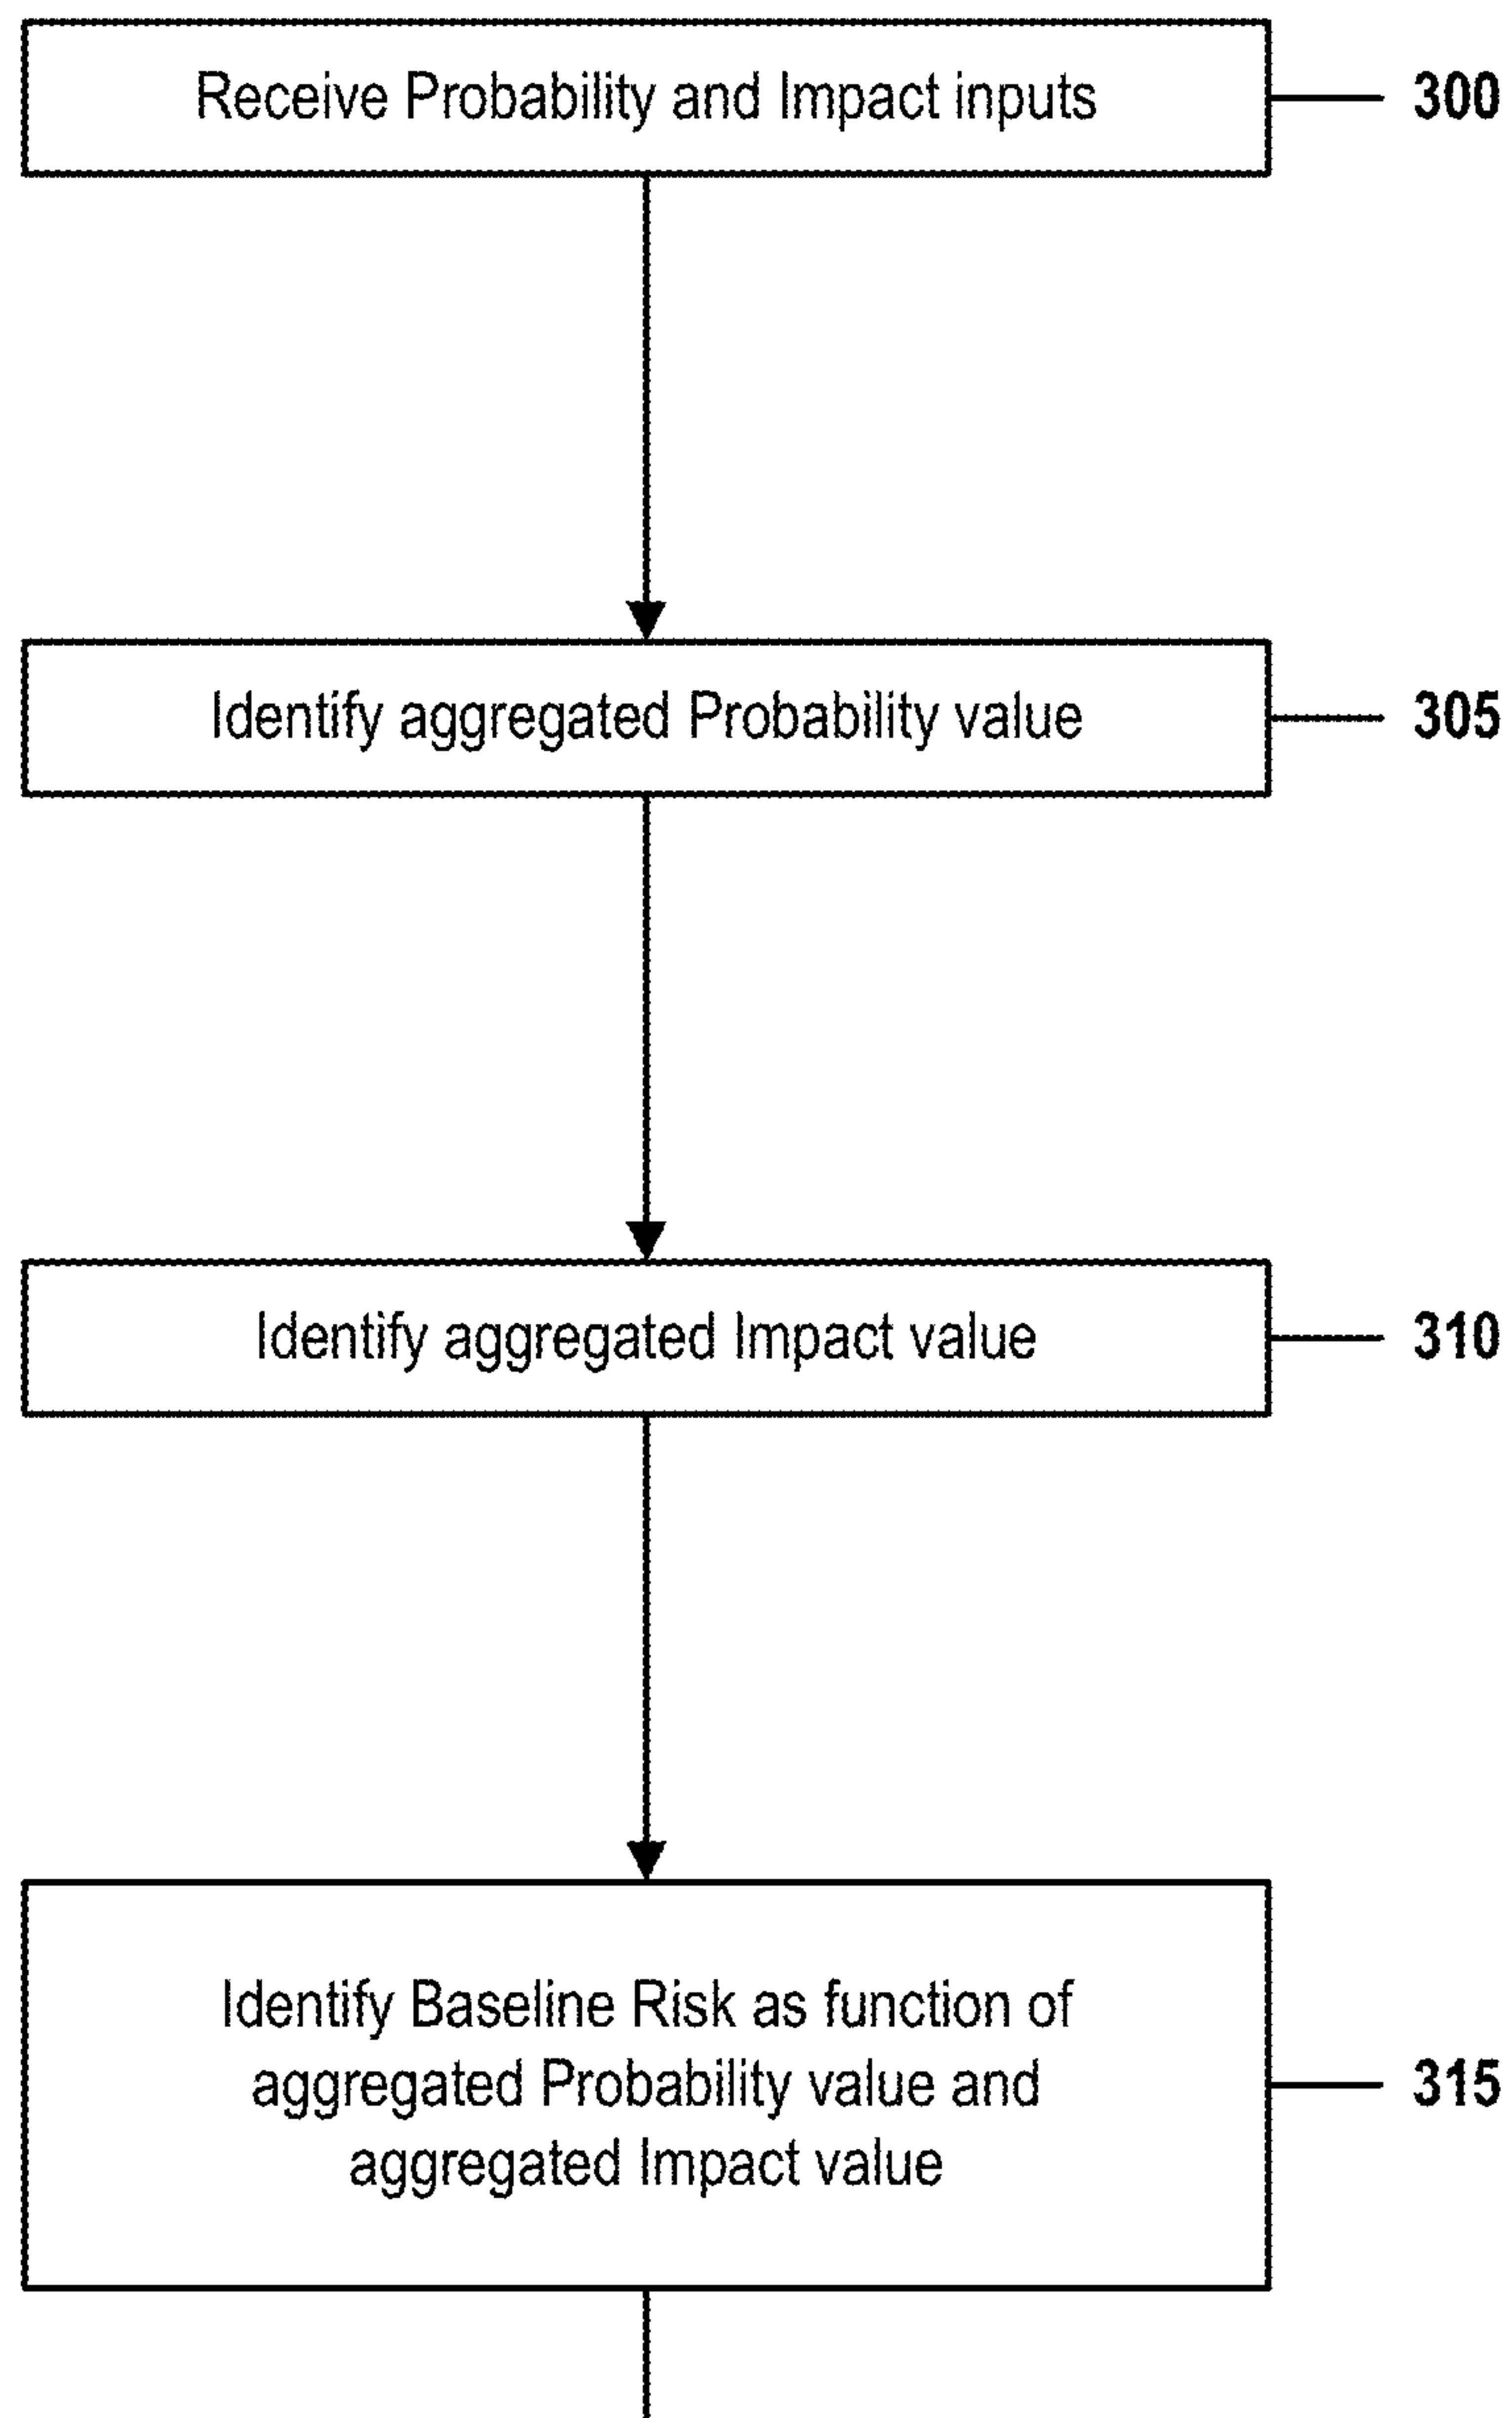 Receive Probability and Impact inputs
300
Identify aggregated Probability value
305
Identify aggregated Impact value
310
Identify Baseline Risk as function of
aggregated Probability value and
aggregated Impact value
315